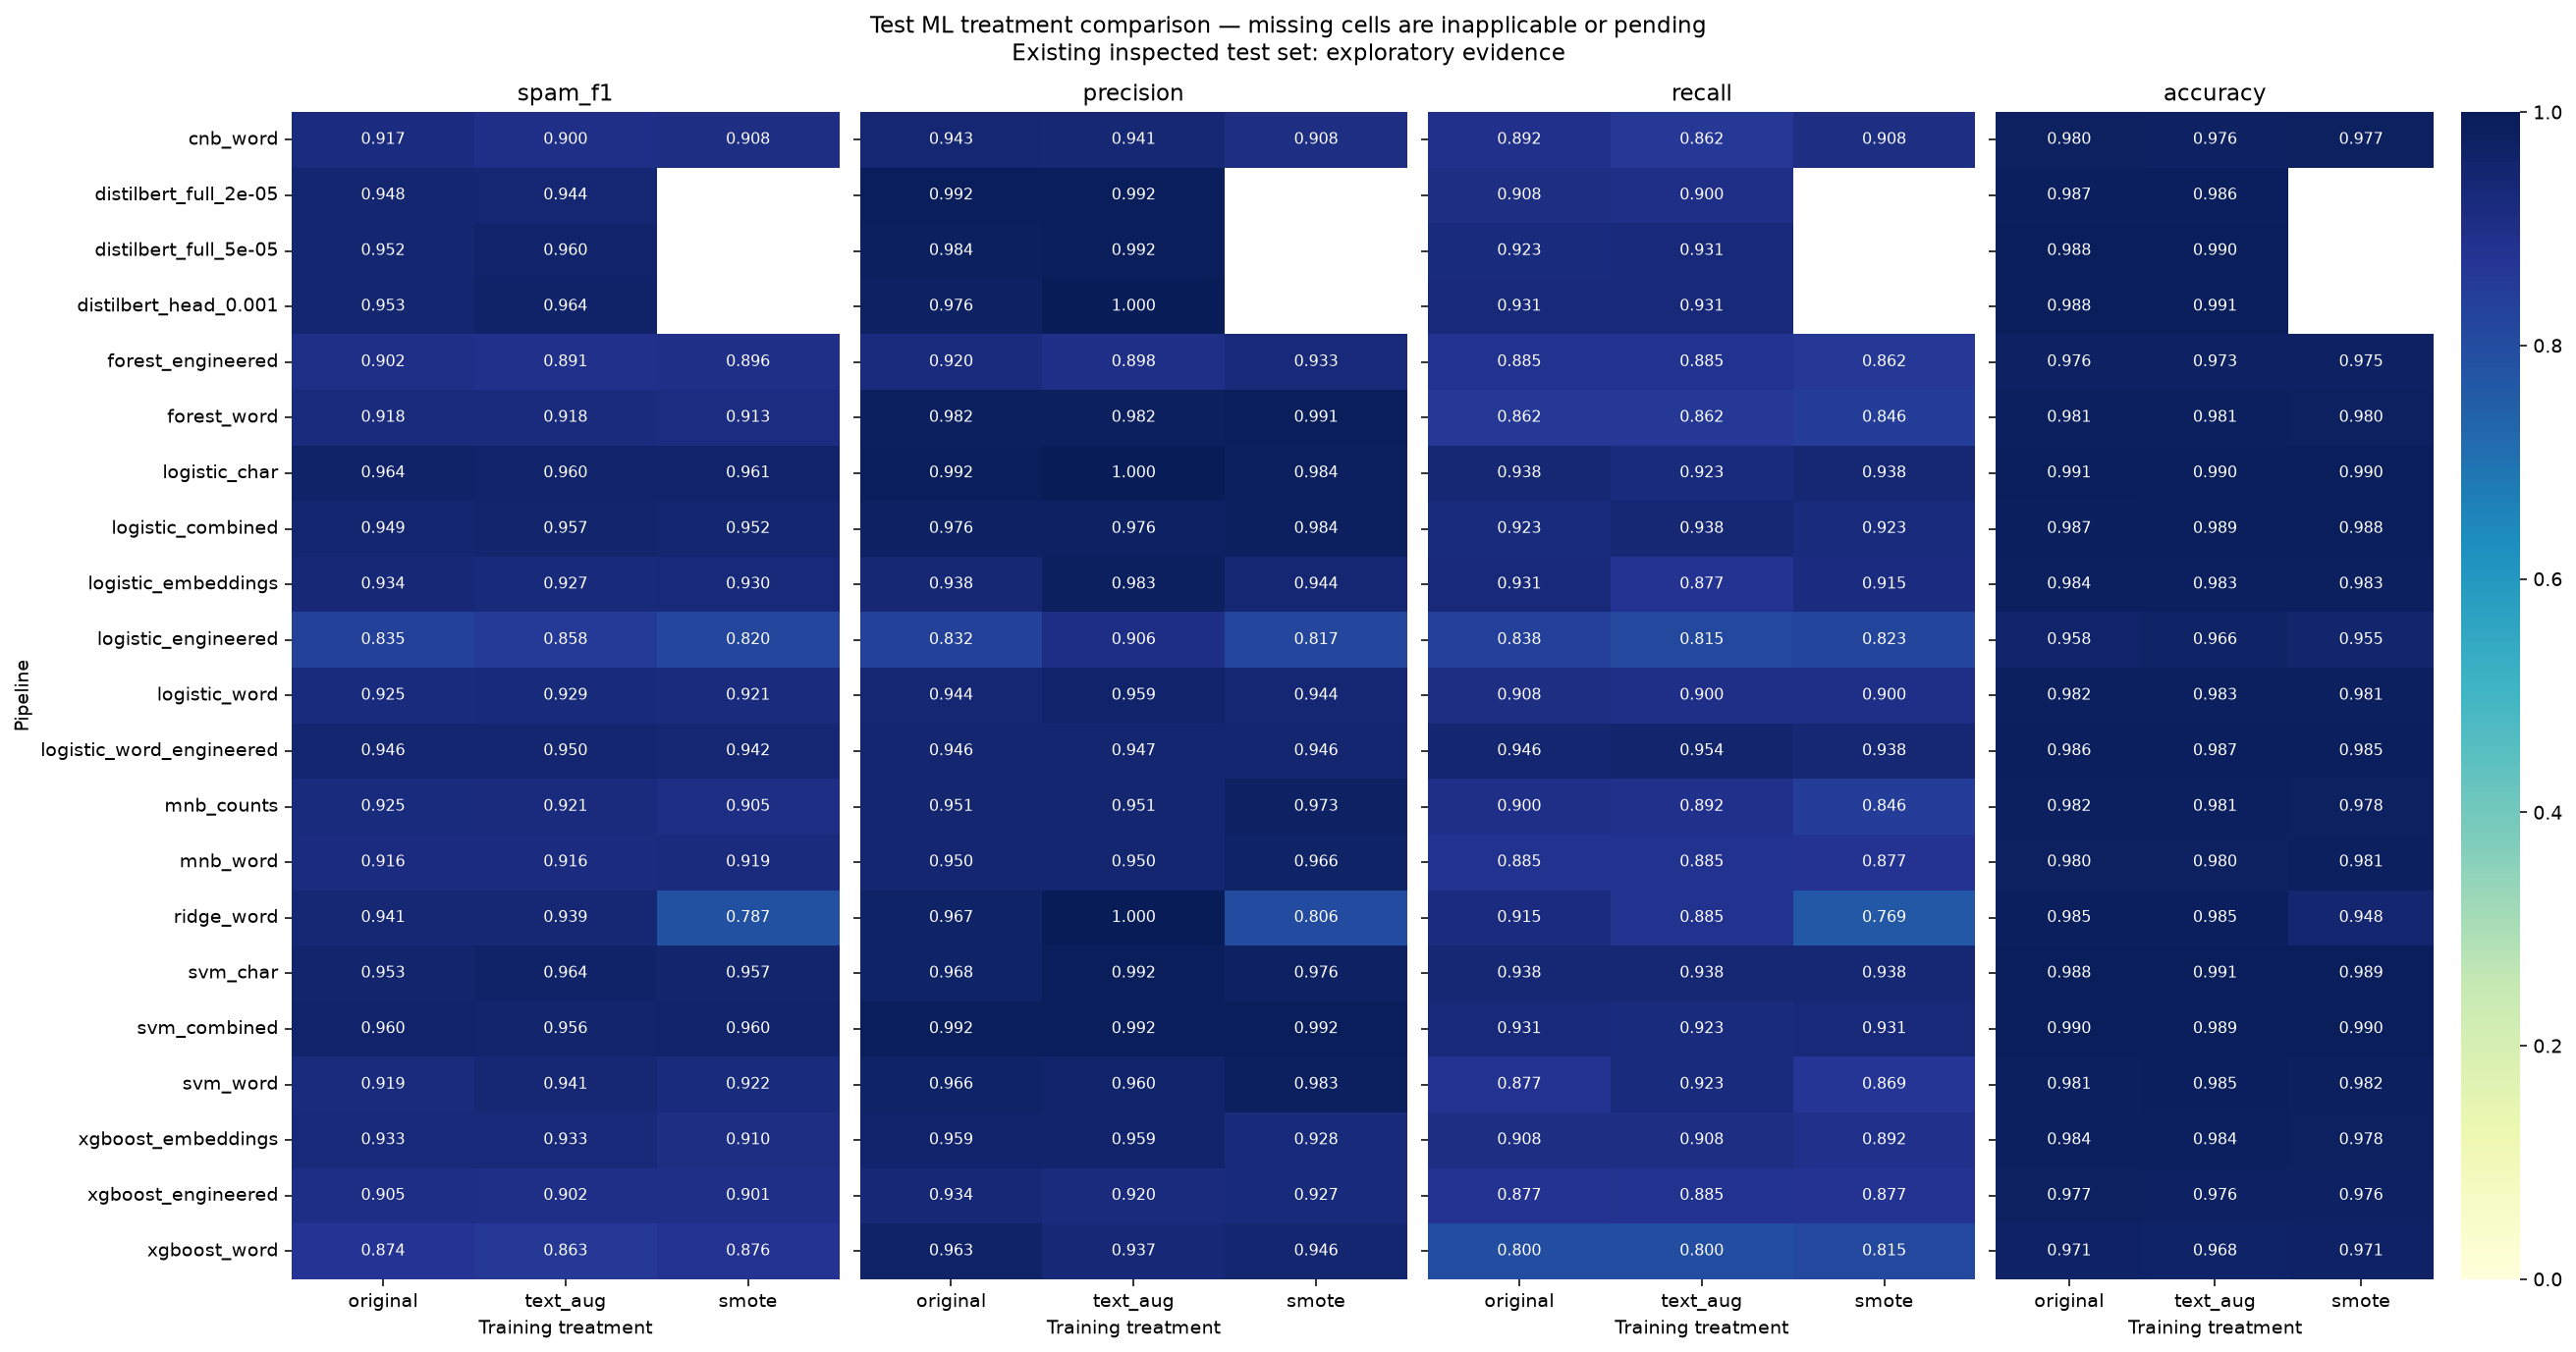 Test ML treatment comparison — missing cells are inapplicable or pending
Existing inspected test set: exploratory evidence
spam_f1 precision recall accuracy
cnb_word 0.917 0.900 0.908 0.943 0.941 0.908 0.892 0.862 0.908 0.980 0.976 0.977
distilbert_full_2e-05 0.948 0.944 0.992 0.992 0.908 0.900 0.987 0.986
distilbert_full_5e-05 0.952 0.960 0.984 0.992 0.923 0.931 0.988 0.990
distilbert_head_0.001 0.953 0.964 0.976 1.000 0.931 0.931 0.988 0.991
forest_engineered 0.902 0.891 0.896 0.920 0.898 0.933 0.885 0.885 0.862 0.976 0.973 0.975
forest_word 0.918 0.918 0.913 0.982 0.982 0.991 0.862 0.862 0.846 0.981 0.981 0.980
logistic_char 0.964 0.960 0.961 0.992 1.000 0.984 0.938 0.923 0.938 0.991 0.990 0.990
logistic_combined 0.949 0.957 0.952 0.976 0.976 0.984 0.923 0.938 0.923 0.987 0.989 0.988
logistic_embeddings 0.934 0.927 0.930 0.938 0.983 0.944 0.931 0.877 0.915 0.984 0.983 0.983
logistic_engineered 0.835 0.858 0.820 0.832 0.906 0.817 0.838 0.815 0.823 0.958 0.966 0.955
logistic_word 0.925 0.929 0.921 0.944 0.959 0.944 0.908 0.900 0.900 0.982 0.983 0.981
logistic_word_engineered 0.946 0.950 0.942 0.946 0.947 0.946 0.946 0.954 0.938 0.986 0.987 0.985
mnb_counts 0.925 0.921 0.905 0.951 0.951 0.973 0.900 0.892 0.846 0.982 0.981 0.978
mnb_word 0.916 0.916 0.919 0.950 0.950 0.966 0.885 0.885 0.877 0.980 0.980 0.981
ridge_word 0.941 0.939 0.787 0.967 1.000 0.806 0.915 0.885 0.769 0.985 0.985 0.948
svm_char 0.953 0.964 0.957 0.968 0.992 0.976 0.938 0.938 0.938 0.988 0.991 0.989
svm_combined 0.960 0.956 0.960 0.992 0.992 0.992 0.931 0.923 0.931 0.990 0.989 0.990
svm_word 0.919 0.941 0.922 0.966 0.960 0.983 0.877 0.923 0.869 0.981 0.985 0.982
xgboost_embeddings 0.933 0.933 0.910 0.959 0.959 0.928 0.908 0.908 0.892 0.984 0.984 0.978
xgboost_engineered 0.905 0.902 0.901 0.934 0.920 0.927 0.877 0.885 0.877 0.977 0.976 0.976
xgboost_word 0.874 0.863 0.876 0.963 0.937 0.946 0.800 0.800 0.815 0.971 0.968 0.971
original text_aug smote original text_aug smote original text_aug smote original text_aug smote
Training treatment Training treatment Training treatment Training treatment
Pipeline
1.0
0.8
0.6
0.4
0.2
0.0